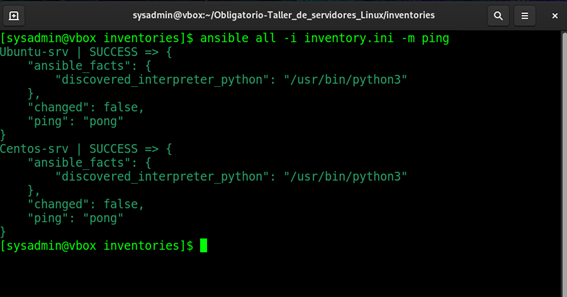 sysadmin@vbox:~/Obligatorio-Taller_de_servidores_Linux/inventories
[sysadmin@vbox inventories]$ ansible all -i inventory.ini -m ping
Ubuntu-srv | SUCCESS => {
    "ansible_facts": {
        "discovered_interpreter_python": "/usr/bin/python3"
    },
    "changed": false,
    "ping": "pong"
}
Centos-srv | SUCCESS => {
    "ansible_facts": {
        "discovered_interpreter_python": "/usr/bin/python3"
    },
    "changed": false,
    "ping": "pong"
}
[sysadmin@vbox inventories]$